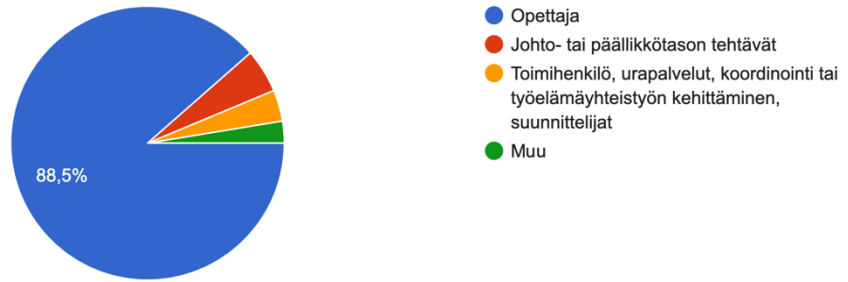 88,5%
Opettaja
Johto- tai päällikkötason tehtävät
Toimihenkilö, urapalvelut, koordinointi tai
työelämäyhteistyön kehittäminen,
suunnittelijat
Muu